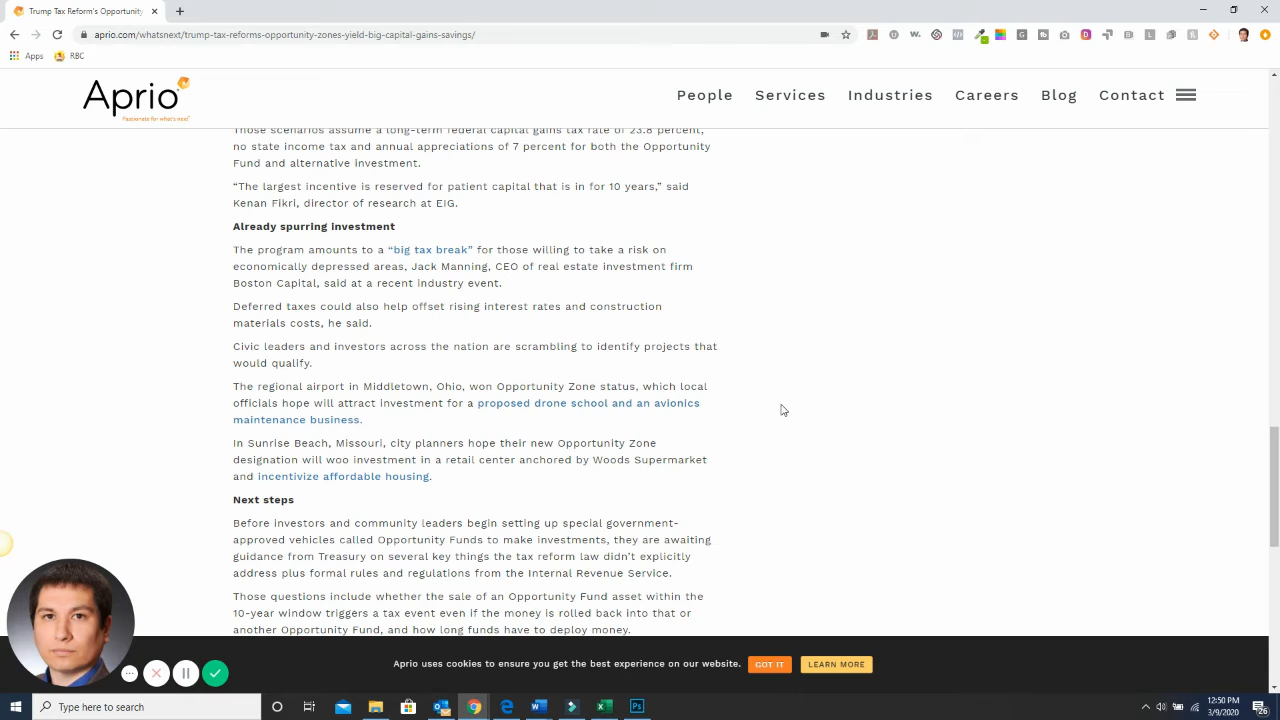 Trump Tax Reform's Opportunity
aprio.com/whatsnext/trump-tax-reforms-opportunity-zones-yield-big-capital-gains-savings/
Apps RBC
Aprio
Passionate for what's next
People Services Industries Careers Blog Contact
Those scenarios assume a long-term federal capital gains tax rate of 23.8 percent,
no state income tax and annual appreciations of 7 percent for both the Opportunity
Fund and alternative investment.
“The largest incentive is reserved for patient capital that is in for 10 years,” said
Kenan Fikri, director of research at EIG.
Already spurring investment
The program amounts to a “big tax break” for those willing to take a risk on
economically depressed areas, Jack Manning, CEO of real estate investment firm
Boston Capital, said at a recent industry event.
Deferred taxes could also help offset rising interest rates and construction
materials costs, he said.
Civic leaders and investors across the nation are scrambling to identify projects that
would qualify.
The regional airport in Middletown, Ohio, won Opportunity Zone status, which local
officials hope will attract investment for a proposed drone school and an avionics
maintenance business.
In Sunrise Beach, Missouri, city planners hope their new Opportunity Zone
designation will woo investment in a retail center anchored by Woods Supermarket
and incentivize affordable housing.
Next steps
Before investors and community leaders begin setting up special government-
approved vehicles called Opportunity Funds to make investments, they are awaiting
guidance from Treasury on several key things the tax reform law didn’t explicitly
address plus formal rules and regulations from the Internal Revenue Service.
Those questions include whether the sale of an Opportunity Fund asset within the
10-year window triggers a tax event even if the money is rolled back into that or
another Opportunity Fund, and how long funds have to deploy money.
Aprio uses cookies to ensure you get the best experience on our website. GOT IT LEARN MORE
Type here to search
12:50 PM
3/9/2020
26